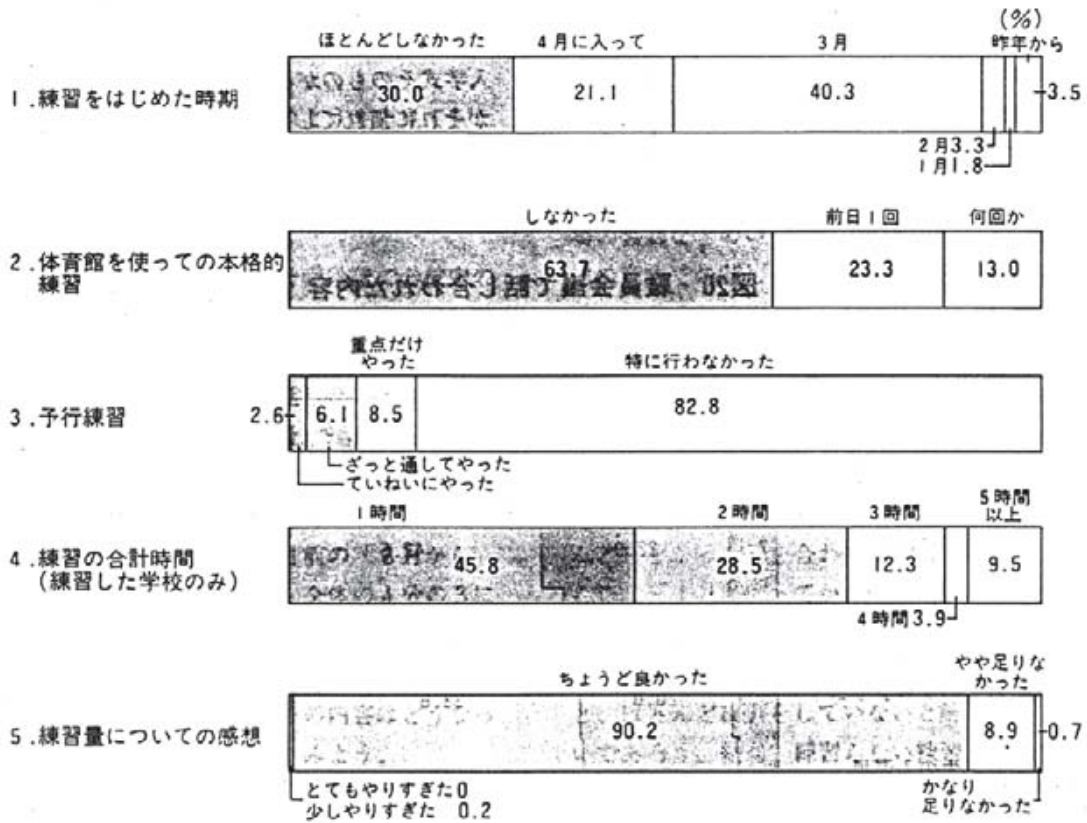 (%)
ほとんどしなかった 4月に入って 3月 昨年から
1.練習をはじめた時期 30.0 21.1 40.3 3.5
2月3.3
1月1.8
しなかった 前日1回 何回か
2.体育館を使っての本格的 63.7 23.3 13.0
練習
重点だけ
やった 特に行わなかった
3.予行練習 2.6 6.1 8.5 82.8
ざっと通してやった
ていねいにやった
1時間 2時間 3時間 5時間
以上
4.練習の合計時間 45.8 28.5 12.3 9.5
(練習した学校のみ)
4時間3.9
ちょうど良かった やや足りな
かった
5.練習量についての感想 90.2 8.9 0.7
とてもやりすぎた0 かなり
少しやりすぎた 0.2 足りなかった